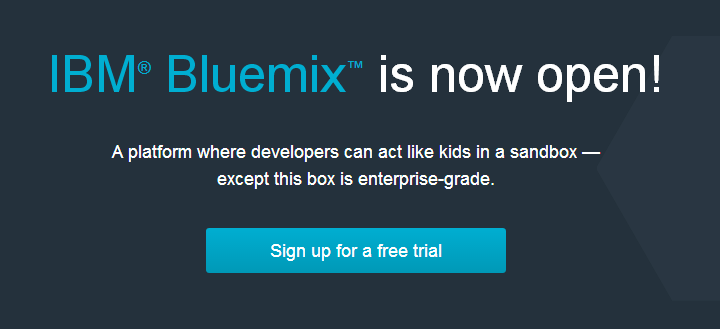 IBM® Bluemix™ is now open!
A platform where developers can act like kids in a sandbox —
except this box is enterprise-grade.
Sign up for a free trial